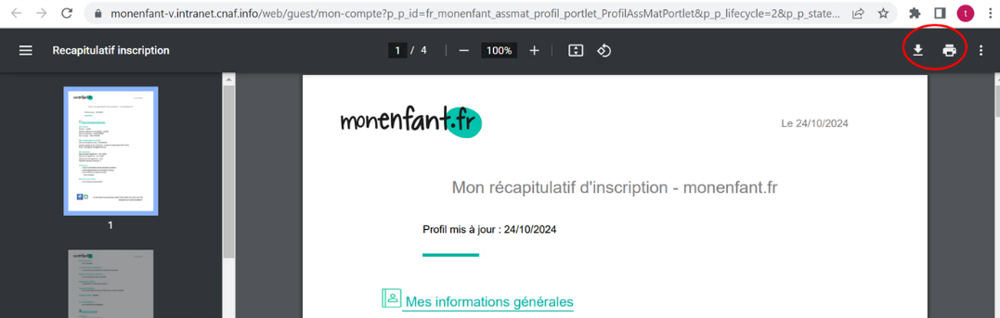 monenfant-v.intranet.cnaf.info/web/guest/mon-compte?p_p_id=fr_monenfant_assmat_profil_portlet_ProfilAssMatPortlet&p_p_lifecycle=2&p_p_state...
t
Recapitulatif inscription
1 / 4
100%
monenfant.fr
Le 24/10/2024
Mon récapitulatif d'inscription - monenfant.fr
Profil mis à jour : 24/10/2024
Mes informations générales
1